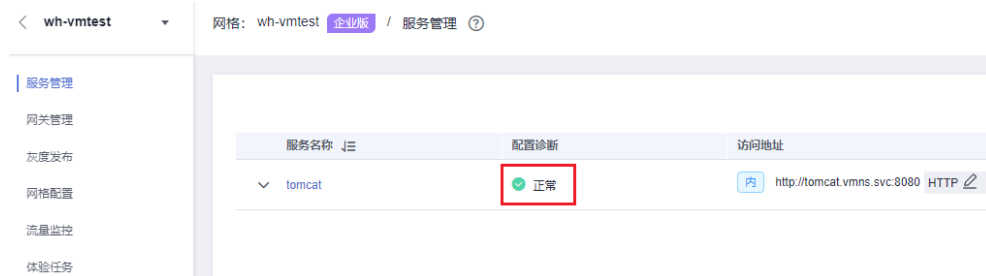 wh-vmtest
网格： wh-vmtest 企业版 / 服务管理
服务管理
网关管理
灰度发布
网格配置
流量监控
体验任务
服务名称 配置诊断 访问地址
tomcat 正常 内 http://tomcat.vmns.svc:8080 HTTP